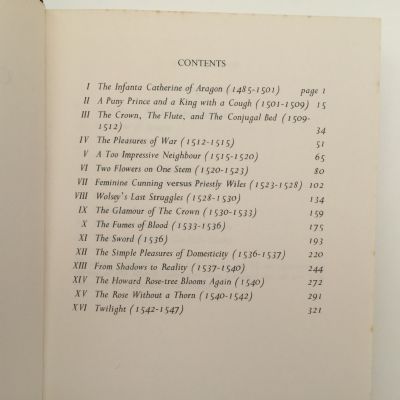 CONTENTS
I The Infanta Catherine of Aragon (1485-1501) page 1
II A Puny Prince and a King with a Cough (1501-1509) 15
III The Crown, The Flute, and The Conjugal Bed (1509-
1512) 34
IV The Pleasures of War (1512-1515) 51
V A Too Impressive Neighbour (1515-1520) 65
VI Two Flowers on One Stem (1520-1523) 80
VII Feminine Cunning versus Priestly Wiles (1523-1528) 102
VIII Wolsey's Last Struggles (1528-1530) 134
IX The Glamour of The Crown (1530-1533) 159
X The Fumes of Blood (1533-1536) 175
XI The Sword (1536) 193
XII The Simple Pleasures of Domesticity (1536-1537) 220
XIII From Shadows to Reality (1537-1540) 244
XIV The Howard Rose-tree Blooms Again (1540) 272
XV The Rose Without a Thorn (1540-1542) 291
XVI Twilight (1542-1547) 321